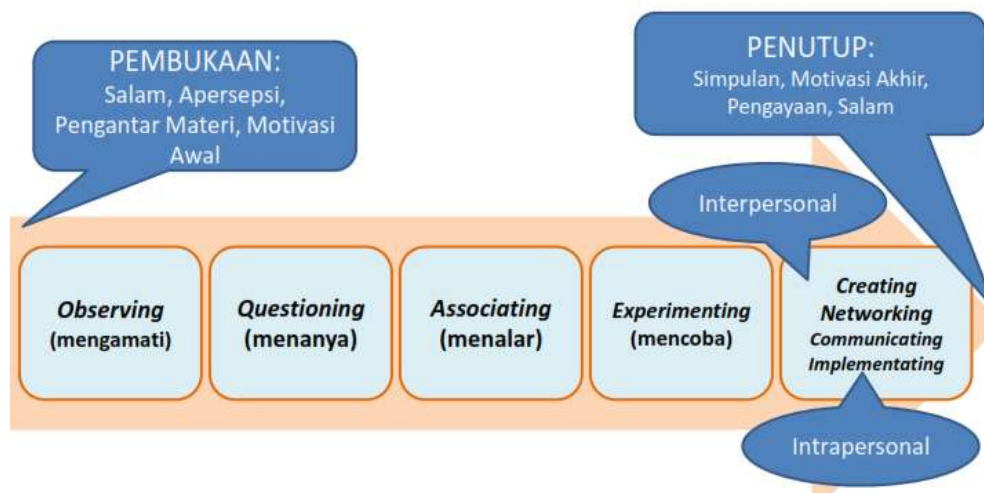 PEMBUKAAN:
Salam, Apersepsi,
Pengantar Materi, Motivasi
Awal
PENUTUP:
Simpulan, Motivasi Akhir,
Pengayaan, Salam
Interpersonal
Observing
(mengamati)
Questioning
(menanya)
Associating
(menalar)
Experimenting
(mencoba)
Creating
Networking
Communicating
Implementating
Intrapersonal